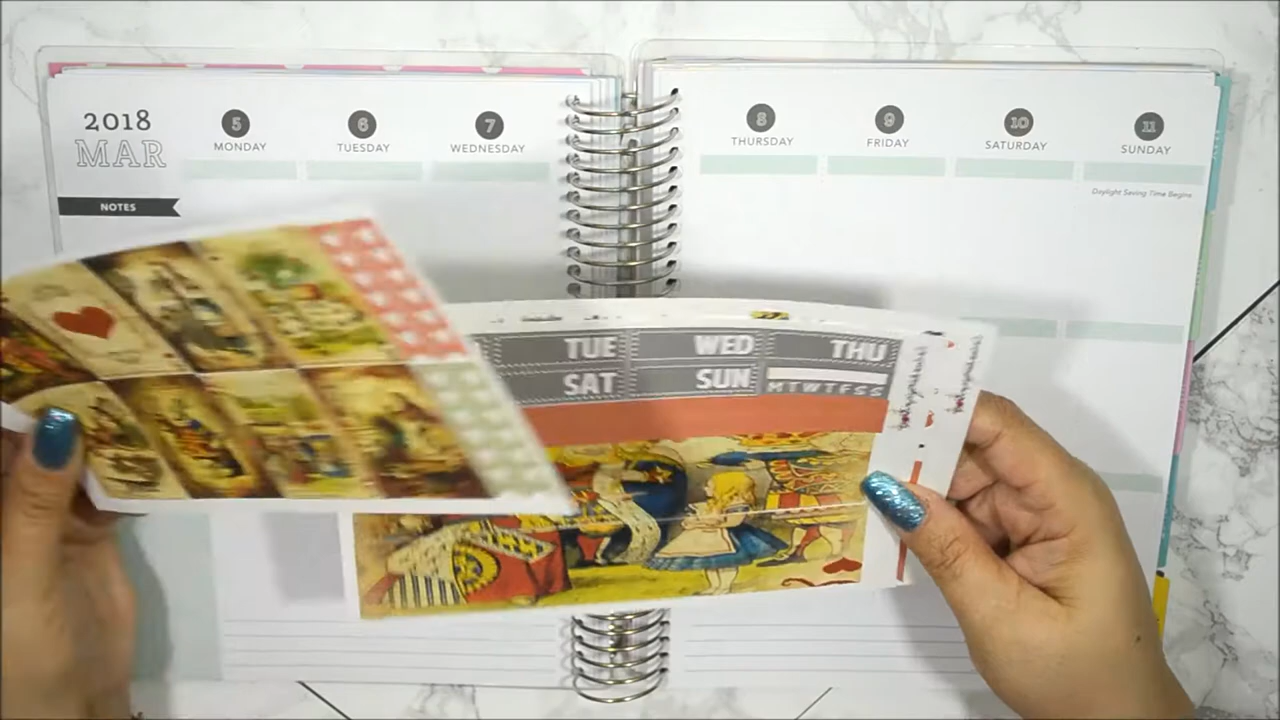 2018
MAR
NOTES
5 6 7
MONDAY TUESDAY WEDNESDAY
8 9 10 11
THURSDAY FRIDAY SATURDAY SUNDAY
Daylight Saving Time Begins
TUE WED THU
SAT SUN
M T W T F S S